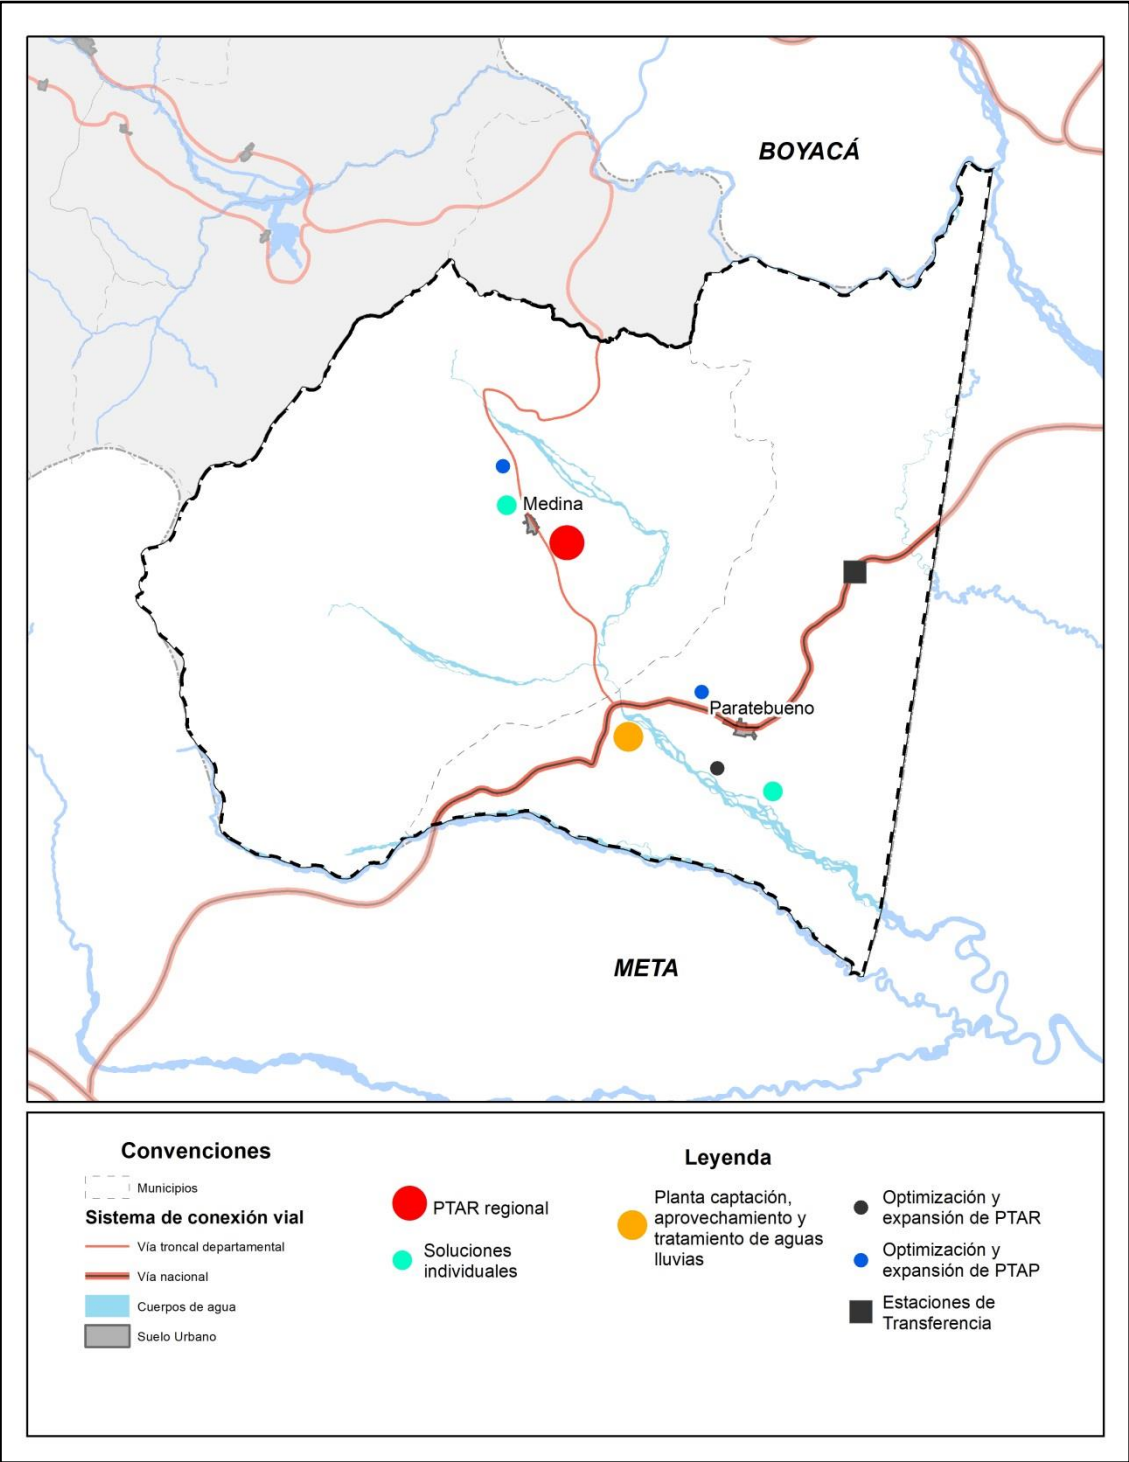 BOYACÁ
Medina
Paratebueno
META
Convenciones
Municipios
Sistema de conexión vial
Vía troncal departamental
Vía nacional
Cuerpos de agua
Suelo Urbano
PTAR regional
Soluciones
individuales
Leyenda
Planta captación,
aprovechamiento y
tratamiento de aguas
lluvias
Optimización y
expansión de PTAR
Optimización y
expansión de PTAP
Estaciones de
Transferencia